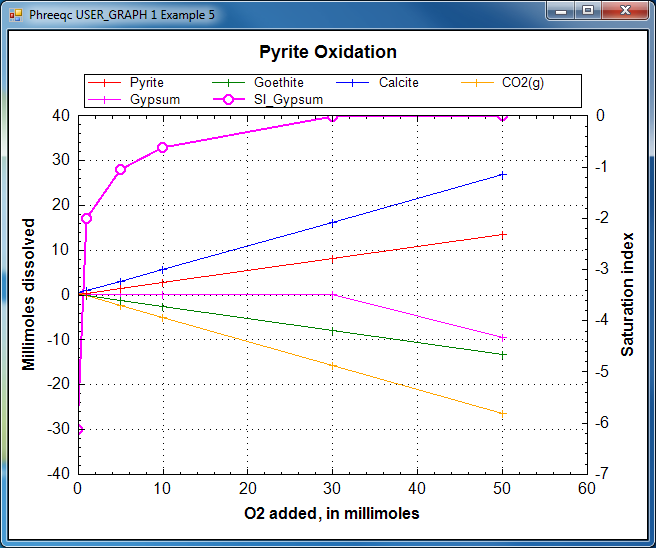 Phreeqc USER_GRAPH 1 Example 5
Pyrite Oxidation
Pyrite Goethite Calcite CO2(g)
Gypsum SI_Gypsum
40
30
20
10
0
-10
-20
-30
-40
Millimoles dissolved
0
-1
-2
-3
-4
-5
-6
-7
Saturation index
0 10 20 30 40 50 60
O2 added, in millimoles